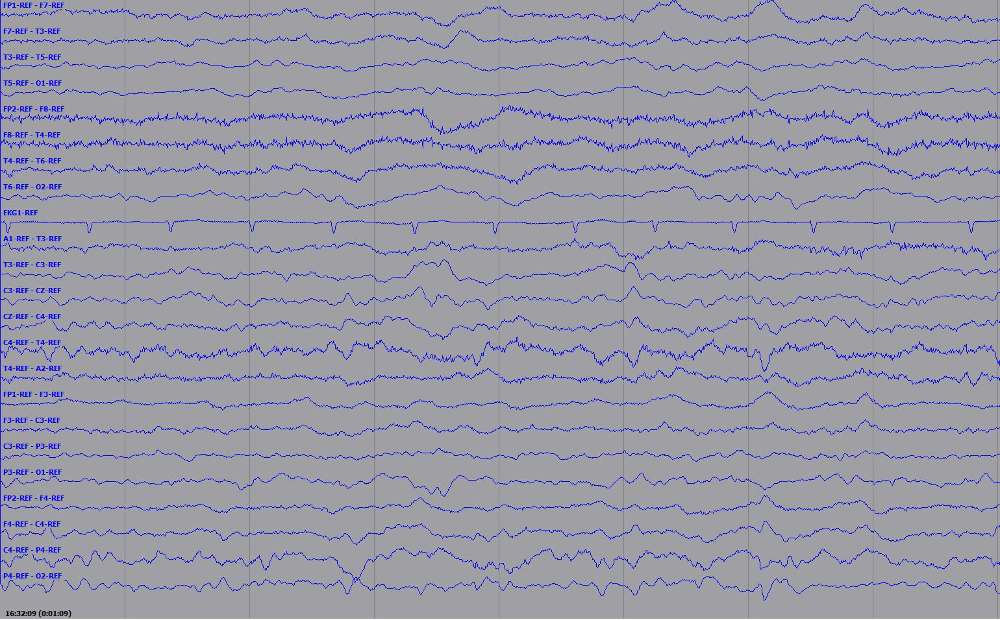 FP1-REF - F7-REF
F7-REF - T3-REF
T3-REF - T5-REF
T5-REF - O1-REF
FP2-REF - F8-REF
F8-REF - T4-REF
T4-REF - T6-REF
T6-REF - O2-REF
EKG1-REF
A1-REF - T3-REF
T3-REF - C3-REF
C3-REF - CZ-REF
CZ-REF - C4-REF
C4-REF - T4-REF
T4-REF - A2-REF
FP1-REF - F3-REF
F3-REF - C3-REF
C3-REF - P3-REF
P3-REF - O1-REF
FP2-REF - F4-REF
F4-REF - C4-REF
C4-REF - P4-REF
P4-REF - O2-REF
16:32:09 (0:01:09)